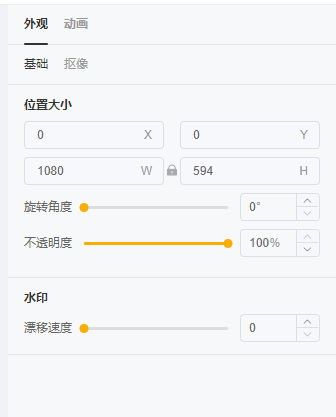 外观 动画
基础 抠像
位置大小
0 X 0 Y
1080 W 594 H
旋转角度 0°
不透明度 100%
水印
漂移速度 0